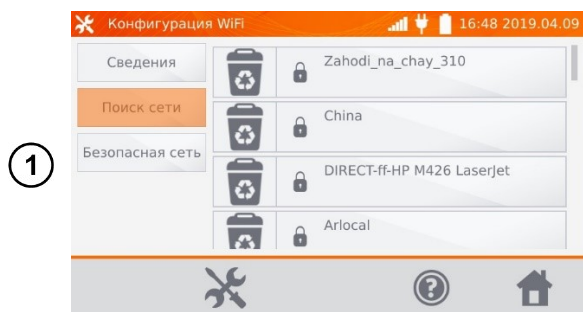 Конфигурация WiFi
16:48 2019.04.09
Сведения
Поиск сети
Безопасная сеть
Zahodi_na_chay_310
China
DIRECT-ff-HP M426 LaserJet
Arlocal
1